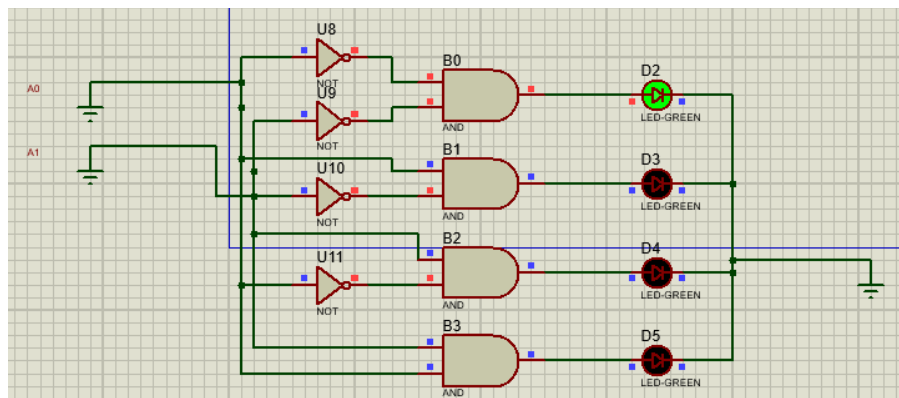 U8
NOT
A0
U9
NOT
A1
U10
NOT
U11
NOT
B0
AND
B1
AND
B2
AND
B3
AND
D2
LED-GREEN
D3
LED-GREEN
D4
LED-GREEN
D5
LED-GREEN